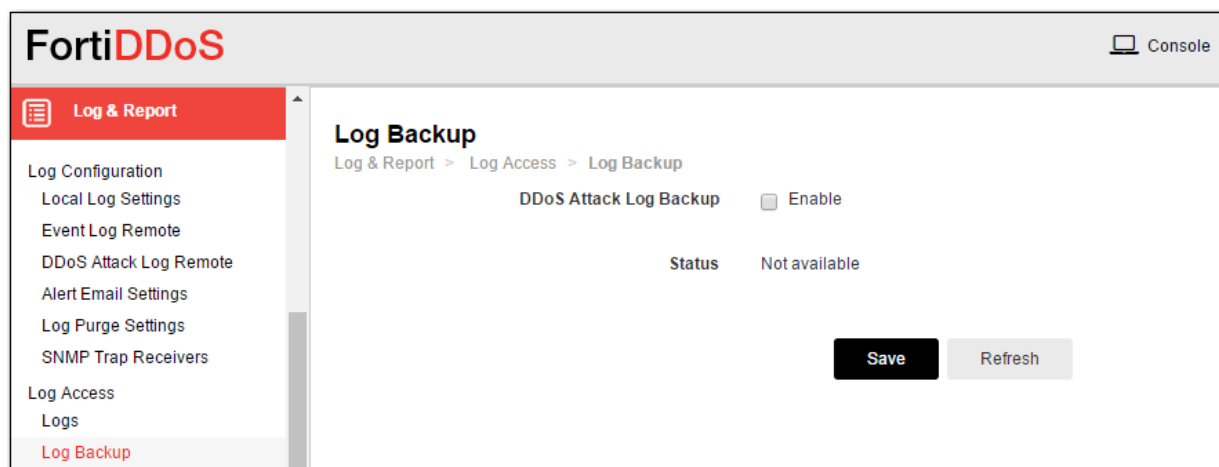 FortiDDoS
Console
Log & Report
Log Configuration
Local Log Settings
Event Log Remote
DDoS Attack Log Remote
Alert Email Settings
Log Purge Settings
SNMP Trap Receivers
Log Access
Logs
Log Backup
Log Backup
Log & Report > Log Access > Log Backup
DDoS Attack Log Backup Enable
Status Not available
Save Refresh